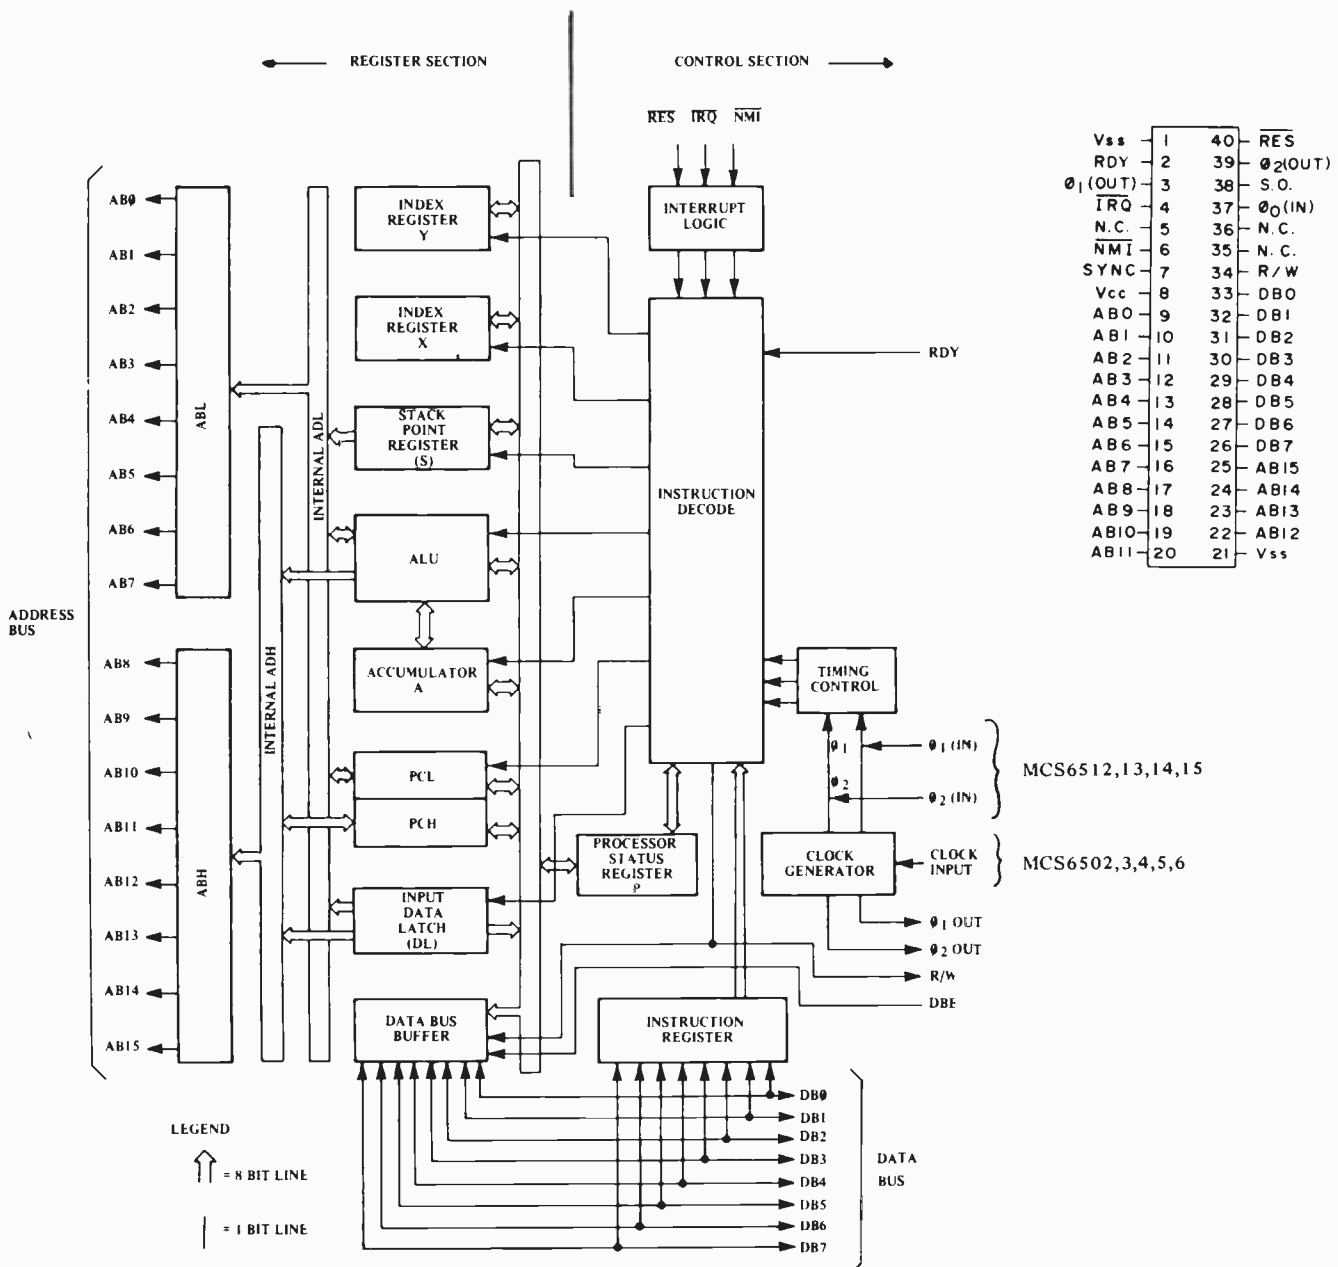 REGISTER SECTION
CONTROL SECTION
RES IRQ NMI
INTERRUPT
LOGIC
INDEX
REGISTER
Y
INDEX
REGISTER
X
STACK
POINT
REGISTER
(S)
ALU
ACCUMULATOR
A
PCL
PCH
INPUT
DATA
LATCH
(DL)
DATA BUS
BUFFER
ADDRESS
BUS
AB0
AB1
AB2
AB3
AB4
AB5
AB6
AB7
AB8
AB9
AB10
AB11
AB12
AB13
AB14
AB15
ABL
ABH
INTERNAL ADH
INTERNAL ADL
INSTRUCTION
DECODE
RDY
TIMING
CONTROL
Ø1
Ø1 (IN)
Ø2
Ø2 (IN)
MCS6512,13,14,15
PROCESSOR
STATUS
REGISTER
P
CLOCK
GENERATOR
CLOCK
INPUT
MCS6502,3,4,5,6
Ø1 OUT
Ø2 OUT
R/W
DBE
INSTRUCTION
REGISTER
DB0
DB1
DB2
DB3
DB4
DB5
DB6
DB7
DATA
BUS
LEGEND
= 8 BIT LINE
= 1 BIT LINE
Vss 1 40 RES
RDY 2 39 Ø2(OUT)
Ø1(OUT) 3 38 S.O.
IRQ 4 37 Ø0(IN)
N.C. 5 36 N.C.
NMI 6 35 N.C.
SYNC 7 34 R/W
Vcc 8 33 DB0
AB0 9 32 DB1
AB1 10 31 DB2
AB2 11 30 DB3
AB3 12 29 DB4
AB4 13 28 DB5
AB5 14 27 DB6
AB6 15 26 DB7
AB7 16 25 AB15
AB8 17 24 AB14
AB9 18 23 AB13
AB10 19 22 AB12
AB11 20 21 Vss